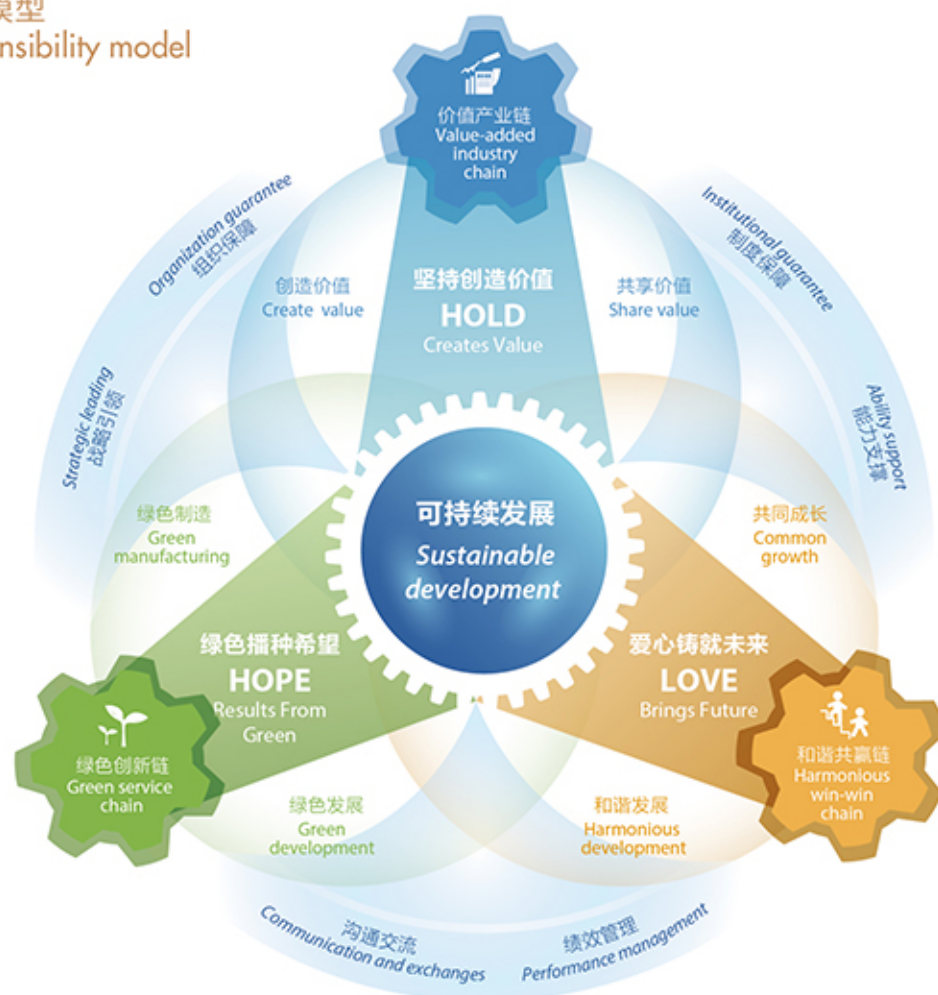 模型
nsibility model
价值产业链
Value-added
industry
chain
Organization guarantee
组织保障
Institutional guarantee
制度保障
创造价值
Create value
坚持创造价值
HOLD
Creates Value
共享价值
Share value
Strategic leading
战略引领
Ability support
能力支撑
绿色制造
Green
manufacturing
可持续发展
Sustainable
development
共同成长
Common
growth
绿色播种希望
HOPE
Results From
Green
爱心铸就未来
LOVE
Brings Future
绿色创新链
Green service
chain
和谐共赢链
Harmonious
win-win
chain
绿色发展
Green
development
和谐发展
Harmonious
development
沟通交流
Communication and exchanges
绩效管理
Performance management